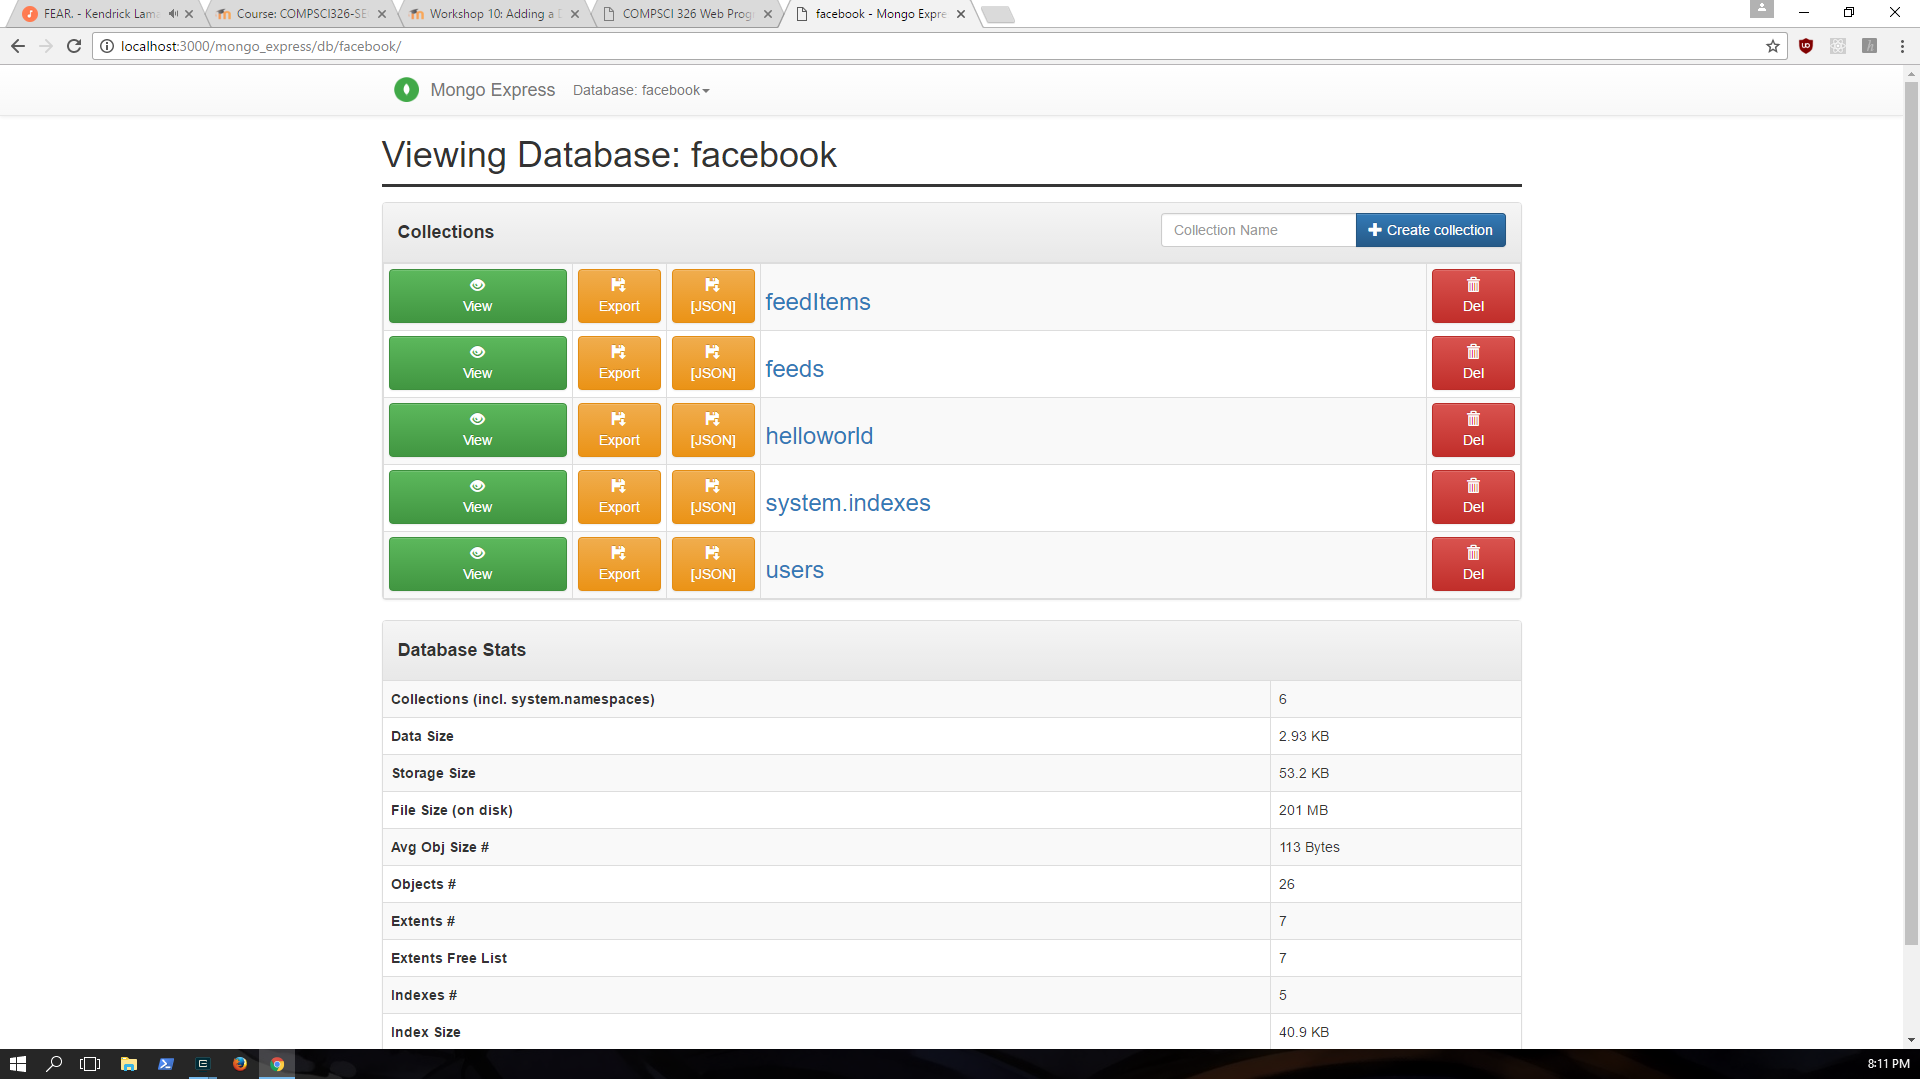 FEAR. - Kendrick Lama
Course: COMPSCI326-SE
Workshop 10: Adding a D
COMPSCI 326 Web Prog
facebook - Mongo Expre
localhost:3000/mongo_express/db/facebook/
Mongo Express
Database: facebook
Viewing Database: facebook
Collections
Collection Name
Create collection
View
Export
[JSON]
feedItems
Del
View
Export
[JSON]
feeds
Del
View
Export
[JSON]
helloworld
Del
View
Export
[JSON]
system.indexes
Del
View
Export
[JSON]
users
Del
Database Stats
Collections (incl. system.namespaces) 6
Data Size 2.93 KB
Storage Size 53.2 KB
File Size (on disk) 201 MB
Avg Obj Size # 113 Bytes
Objects # 26
Extents # 7
Extents Free List 7
Indexes # 5
Index Size 40.9 KB
8:11 PM